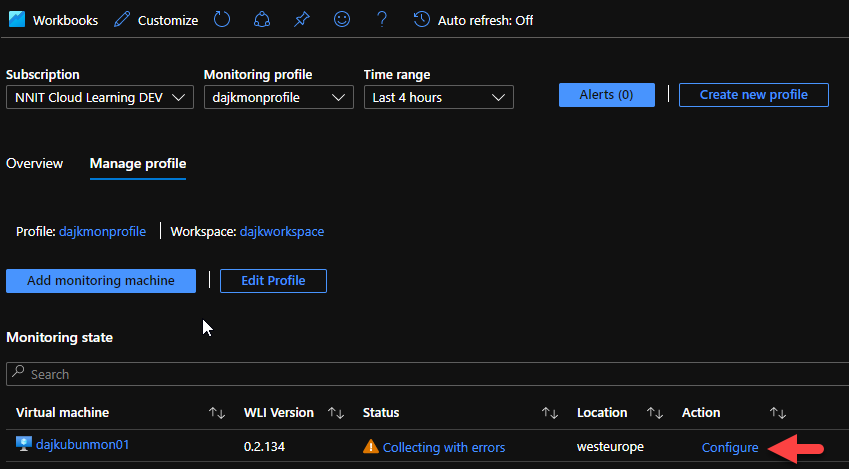 Workbooks Customize ? Auto refresh: Off
Subscription Monitoring profile Time range
NNIT Cloud Learning DEV dajkmonprofile Last 4 hours Alerts (0) Create new profile
Overview Manage profile
Profile: dajkmonprofile Workspace: dajkworkspace
Add monitoring machine Edit Profile
Monitoring state
Search
Virtual machine WLI Version Status Location Action
dajkubunmon01 0.2.134 Collecting with errors westeurope Configure